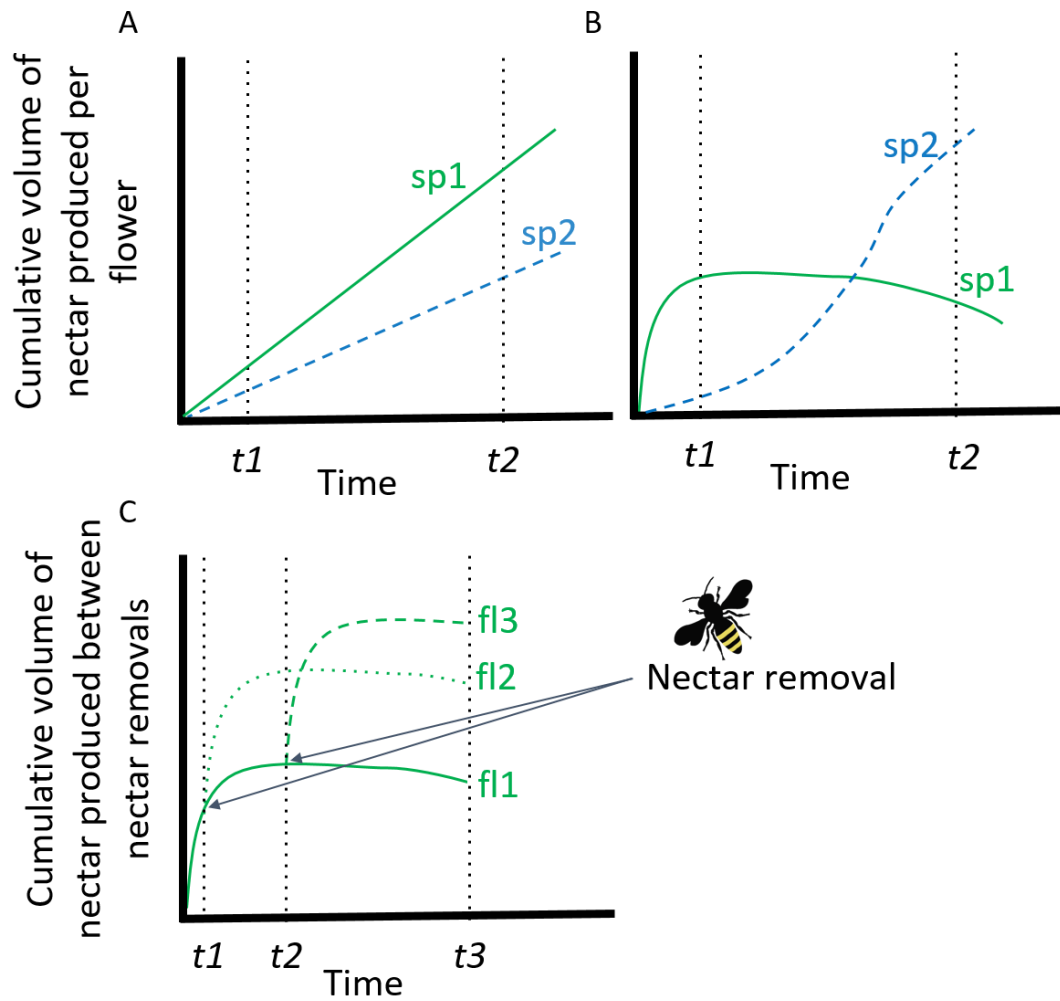 A
Cumulative volume of
nectar produced per
flower
sp1
sp2
t1
t2
Time
B
sp2
sp1
t1
t2
Time
C
Cumulative volume of
nectar produced between
nectar removals
fl3
fl2
fl1
Nectar removal
t1
t2
t3
Time